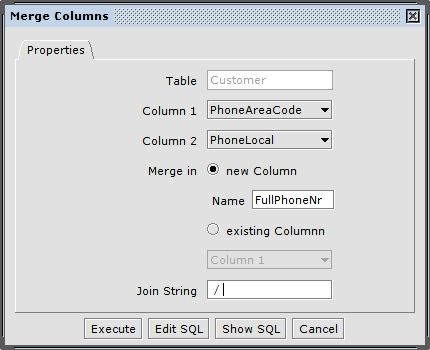 Merge Columns
Properties
Table Customer
Column 1 PhoneAreaCode
Column 2 PhoneLocal
Merge in new Column
Name FullPhoneNr
existing Columnn
Column 1
Join String /
Execute Edit SQL Show SQL Cancel